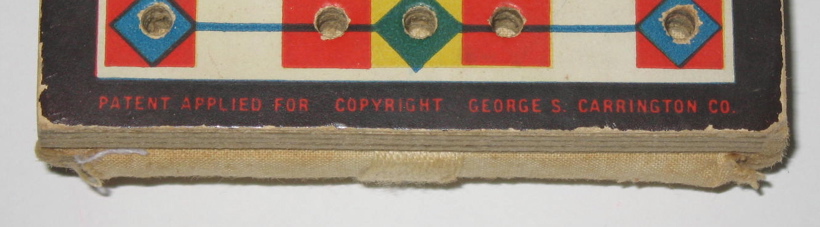 PATENT APPLIED FOR COPYRIGHT GEORGE S. CARRINGTON CO.